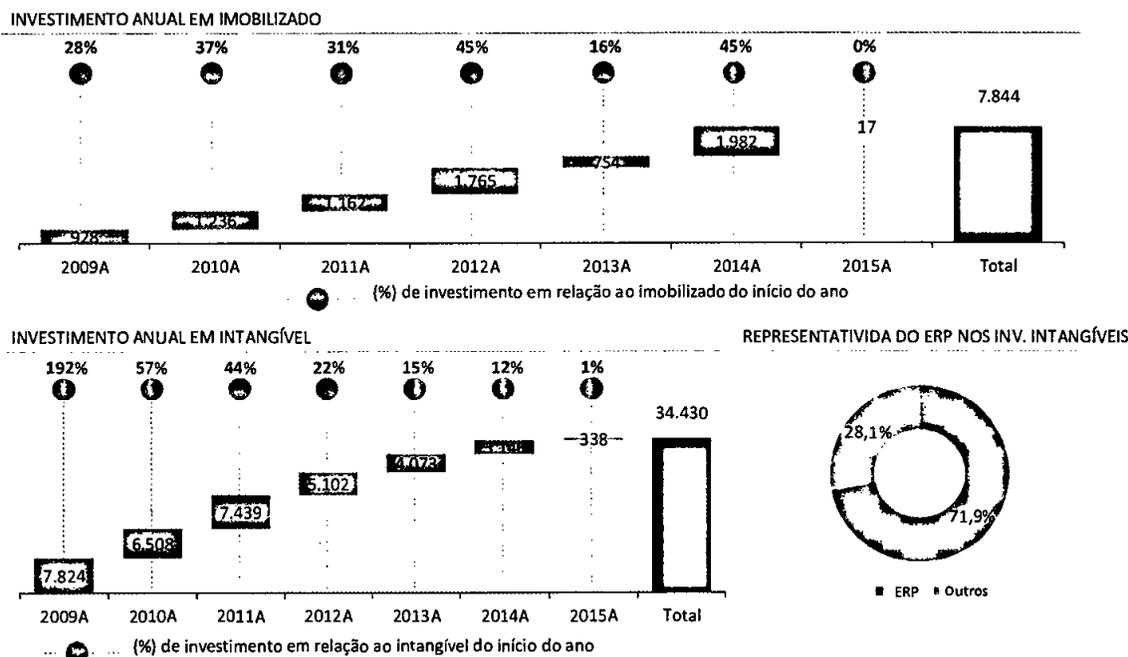 INVESTIMENTO ANUAL EM IMOBILIZADO
28% 37% 31% 45% 16% 45% 0%
7.844
17
1.982
754
1.765
1.162
1.236
928
2009A 2010A 2011A 2012A 2013A 2014A 2015A Total
(%) de investimento em relação ao imobilizado do início do ano
INVESTIMENTO ANUAL EM INTANGÍVEL
192% 57% 44% 22% 15% 12% 1%
34.430
338
4.073
5.102
7.439
6.508
7.824
2009A 2010A 2011A 2012A 2013A 2014A 2015A Total
(%) de investimento em relação ao intangível do início do ano
REPRESENTATIVIDA DO ERP NOS INV. INTANGÍVEIS
28,1%
71,9%
ERP Outros